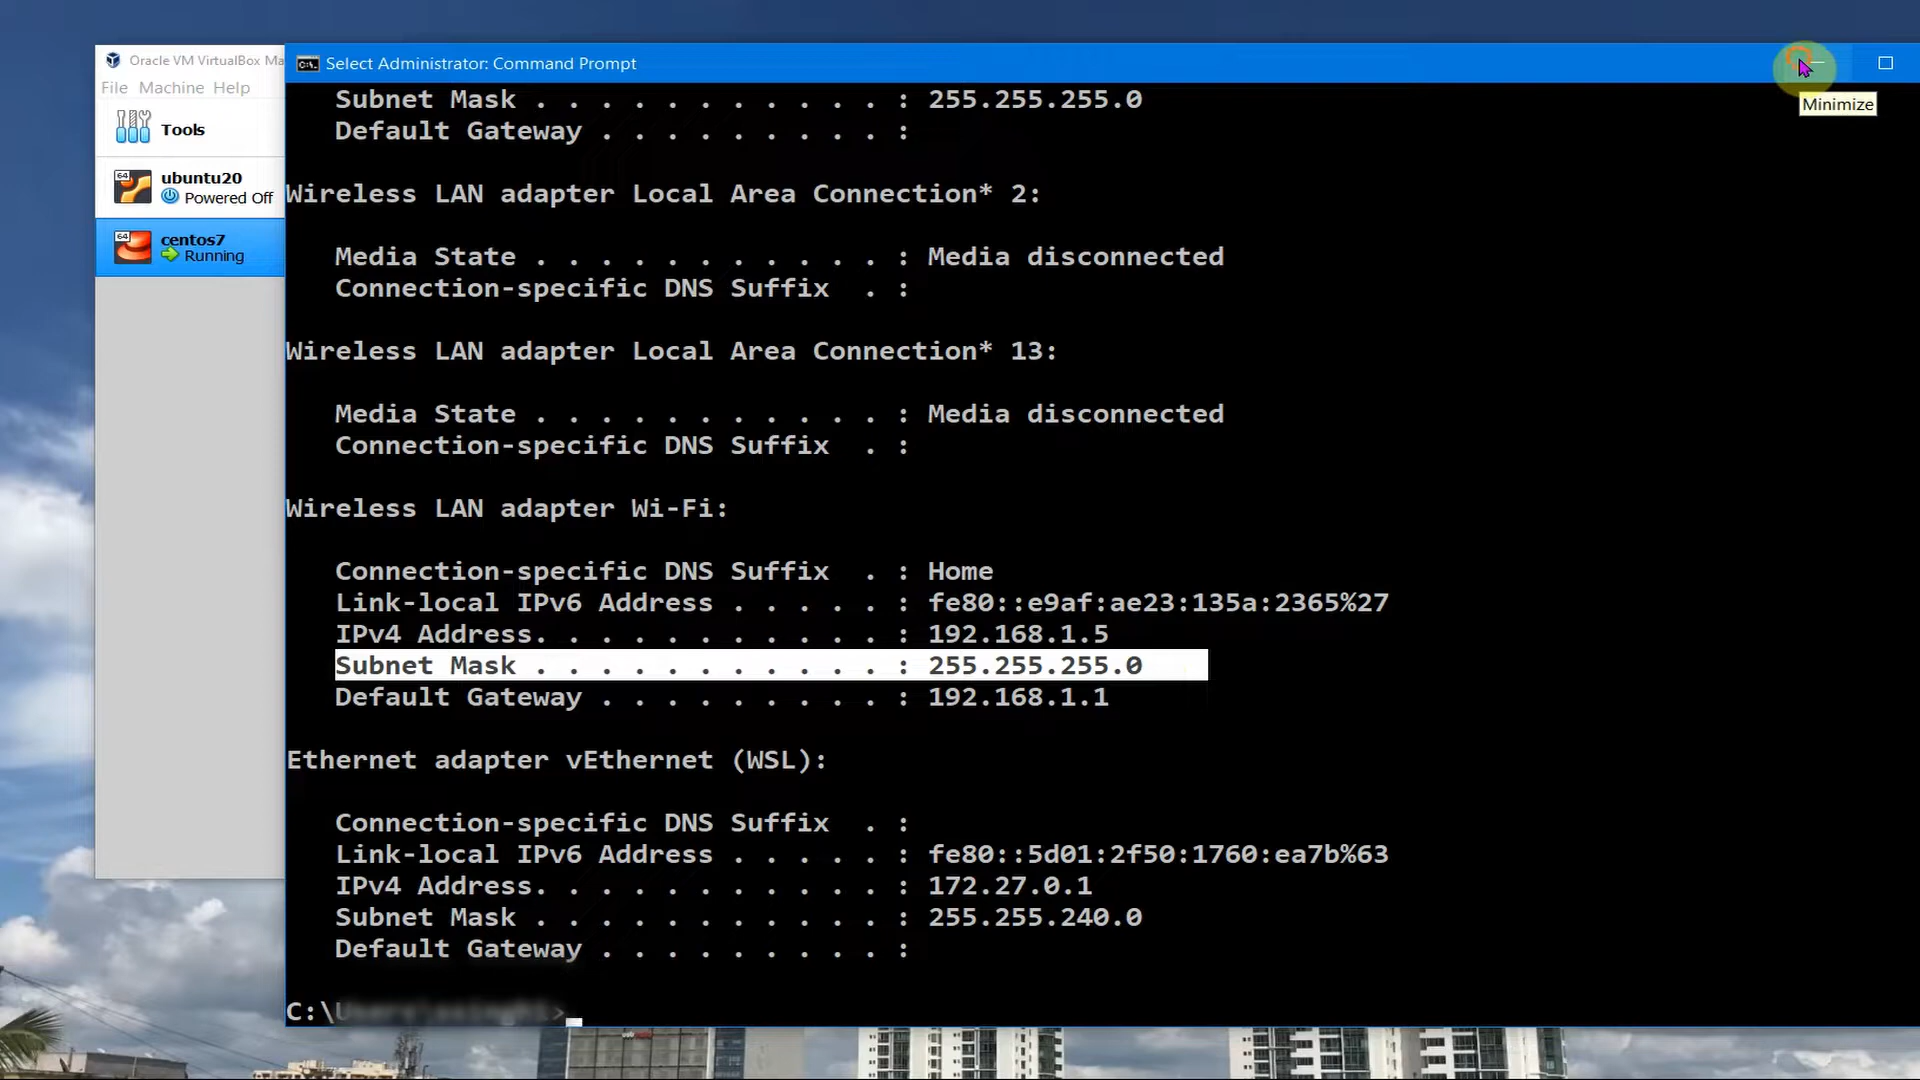 Oracle VM VirtualBox Ma
File Machine Help
Tools
64
ubuntu20
Powered Off
64
centos7
Running
Select Administrator: Command Prompt
Minimize
Subnet Mask . . . . . . . . . . . : 255.255.255.0
Default Gateway . . . . . . . . . :
Wireless LAN adapter Local Area Connection* 2:
Media State . . . . . . . . . . . : Media disconnected
Connection-specific DNS Suffix  . :
Wireless LAN adapter Local Area Connection* 13:
Media State . . . . . . . . . . . : Media disconnected
Connection-specific DNS Suffix  . :
Wireless LAN adapter Wi-Fi:
Connection-specific DNS Suffix  . : Home
Link-local IPv6 Address . . . . . : fe80::e9af:ae23:135a:2365%27
IPv4 Address. . . . . . . . . . . : 192.168.1.5
Subnet Mask . . . . . . . . . . . : 255.255.255.0
Default Gateway . . . . . . . . . : 192.168.1.1
Ethernet adapter vEthernet (WSL):
Connection-specific DNS Suffix  . :
Link-local IPv6 Address . . . . . : fe80::5d01:2f50:1760:ea7b%63
IPv4 Address. . . . . . . . . . . : 172.27.0.1
Subnet Mask . . . . . . . . . . . : 255.255.240.0
Default Gateway . . . . . . . . . :
C:\